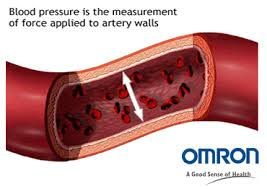 Blood pressure is the measurement
of force applied to artery walls
OMRON
A Good Sense of Health